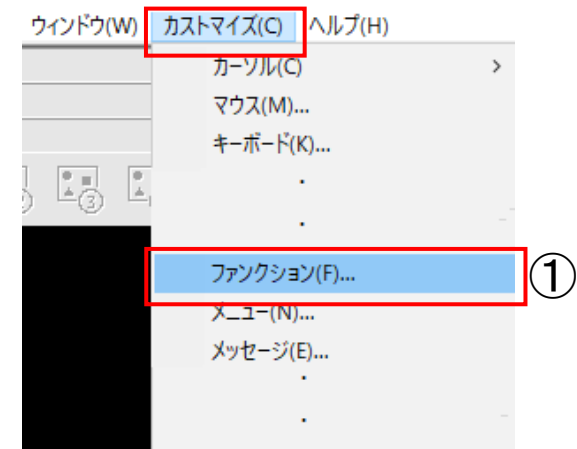 ウィンドウ(W) カスタマイズ(C) ヘルプ(H)
カーソル(C) >
マウス(M)...
キーボード(K)...
③
ファンクション(F)...
①
メニュー(N)...
メッセージ(E)...